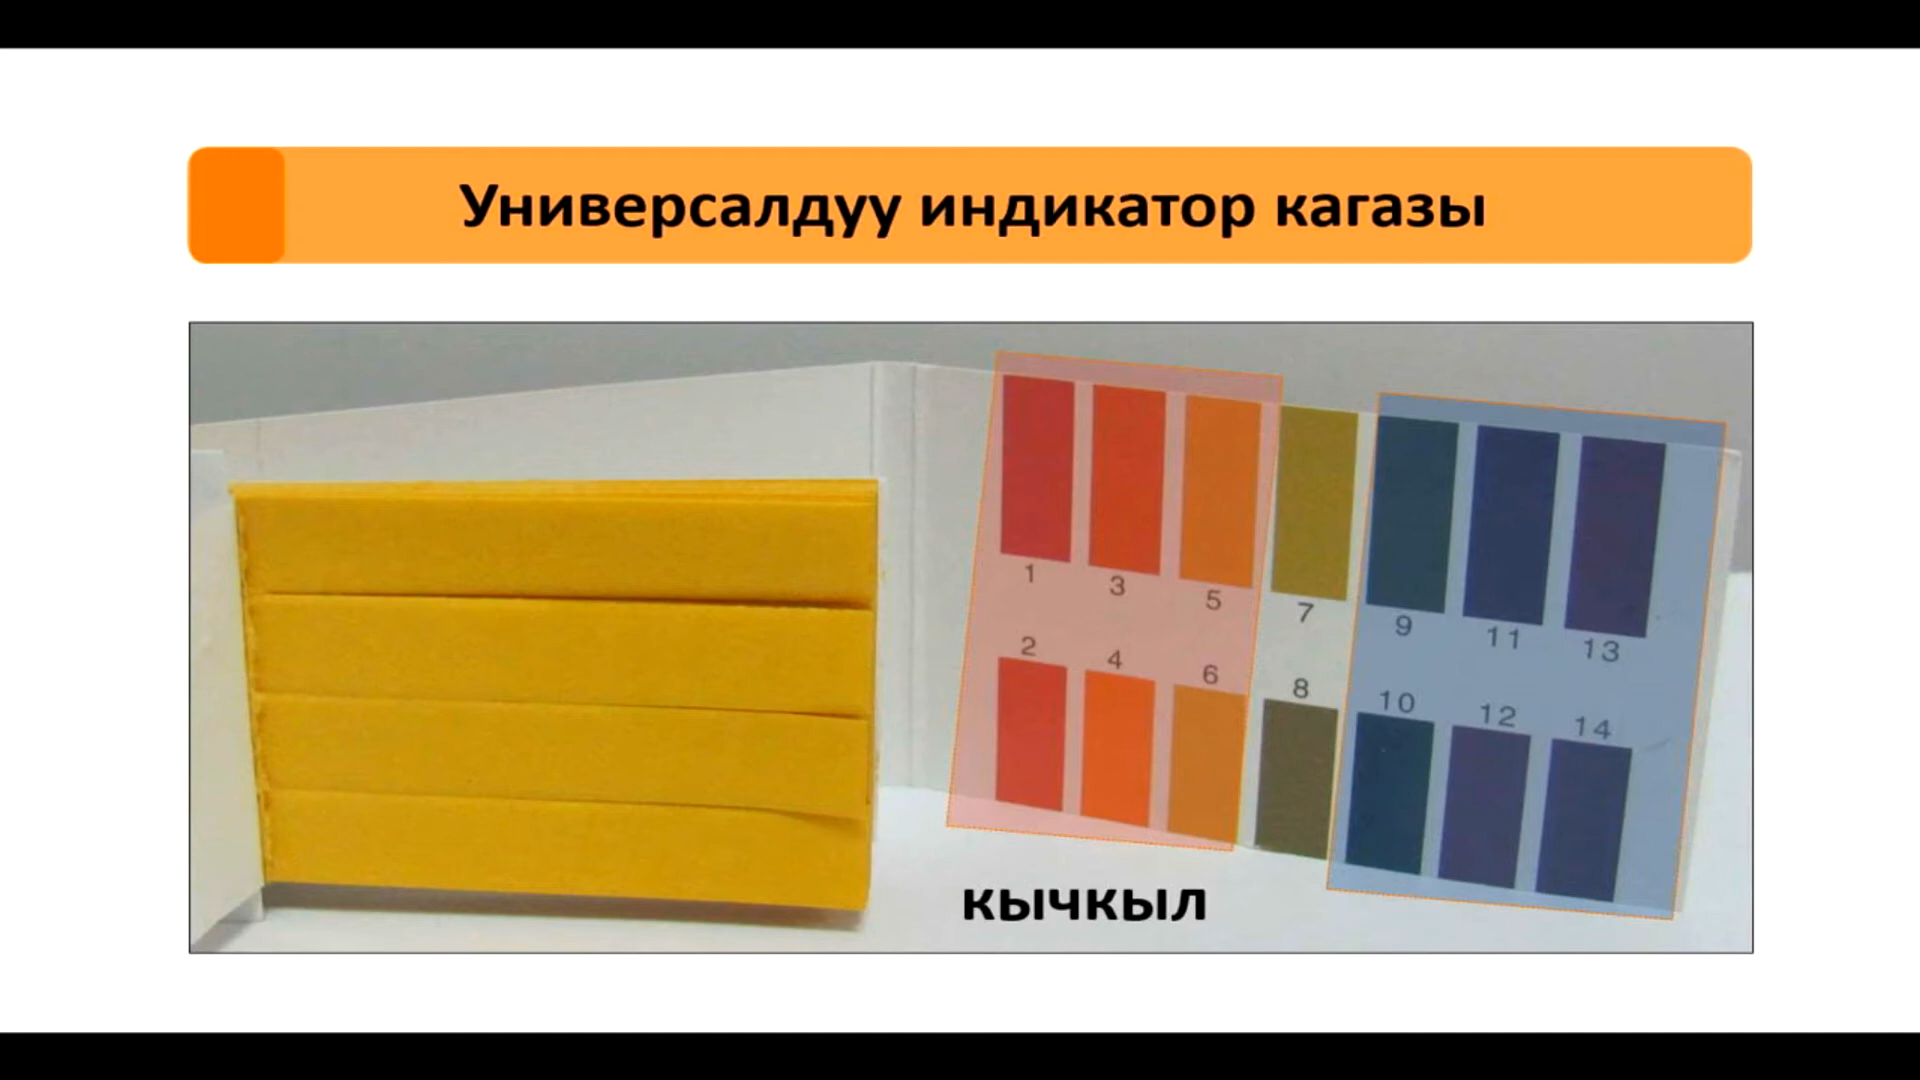 Универсалдуу индикатор кагазы
1 3 5 7 9 11 13
2 4 6 8 10 12 14
кычкыл